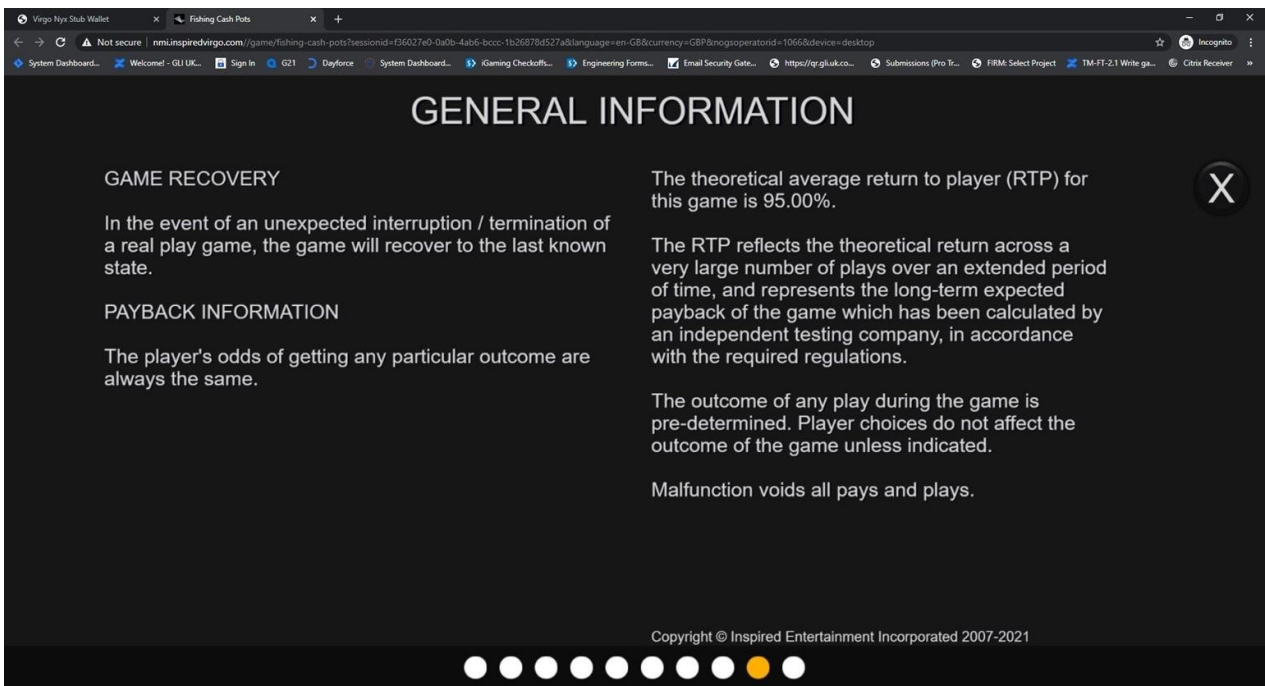 Virgo Nyx Stub Wallet
Fishing Cash Pots
Not secure | nmi.inspiredvirgo.com//game/fishing-cash-pots?sessionid=f36027e0-0a0b-4ab6-bccc-1b26878d527a&language=en-GB&currency=GBP&nogsoperatorid=1066&device=desktop
Incognito
System Dashboard... Welcome! - GLI UK... Sign In G21 Dayforce System Dashboard... iGaming Checkoffs... Engineering Forms... Email Security Gate... https://qr.gliuk.co... Submissions (Pro Tr... FIRM: Select Project TM-FT-2.1 Write ga... Citrix Receiver »
GENERAL INFORMATION
GAME RECOVERY
In the event of an unexpected interruption / termination of
a real play game, the game will recover to the last known
state.
PAYBACK INFORMATION
The player's odds of getting any particular outcome are
always the same.
The theoretical average return to player (RTP) for
this game is 95.00%.
The RTP reflects the theoretical return across a
very large number of plays over an extended period
of time, and represents the long-term expected
payback of the game which has been calculated by
an independent testing company, in accordance
with the required regulations.
The outcome of any play during the game is
pre-determined. Player choices do not affect the
outcome of the game unless indicated.
Malfunction voids all pays and plays.
X
Copyright © Inspired Entertainment Incorporated 2007-2021